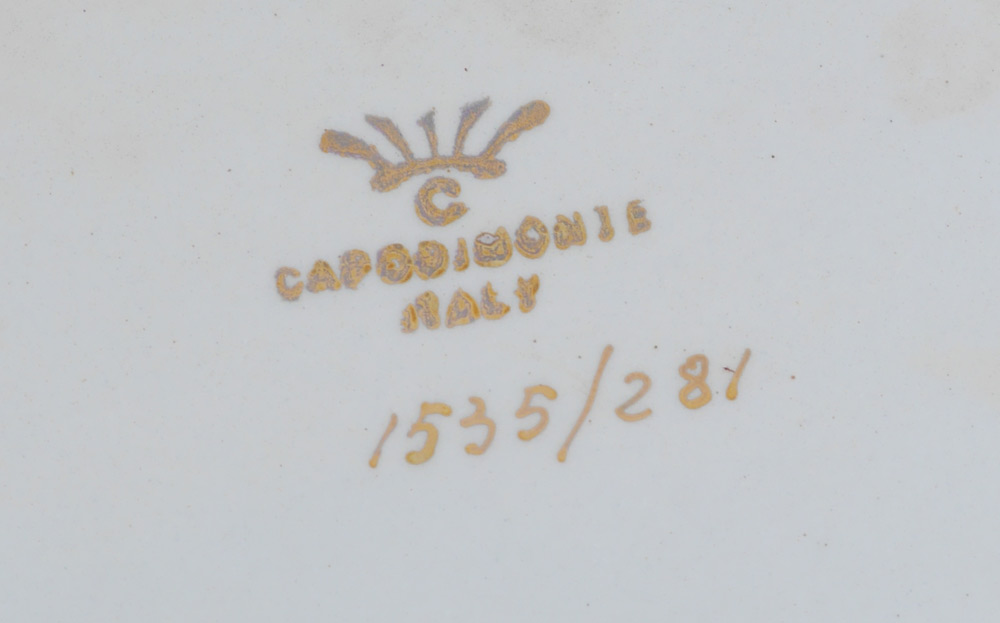 C
CAPODIMONTE
ITALY
1535/281